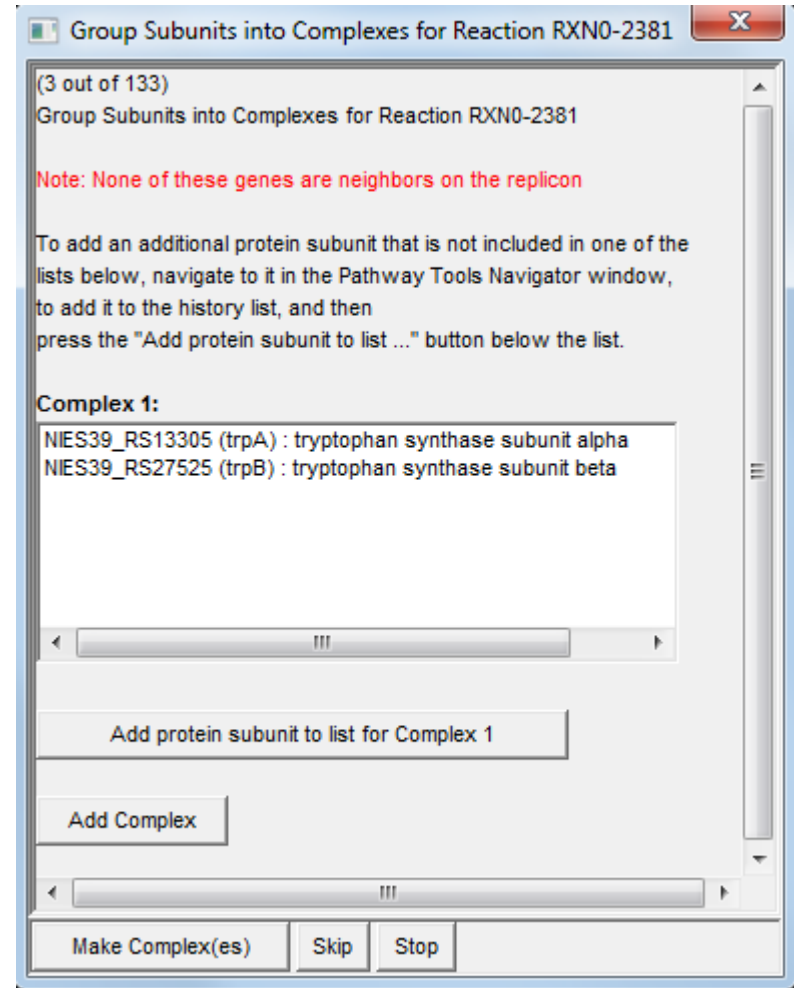 Group Subunits into Complexes for Reaction RXN0-2381
(3 out of 133)
Group Subunits into Complexes for Reaction RXN0-2381
Note: None of these genes are neighbors on the replicon
To add an additional protein subunit that is not included in one of the
lists below, navigate to it in the Pathway Tools Navigator window,
to add it to the history list, and then
press the "Add protein subunit to list ..." button below the list.
Complex 1:
NIES39_RS13305 (trpA) : tryptophan synthase subunit alpha
NIES39_RS27525 (trpB) : tryptophan synthase subunit beta
Add protein subunit to list for Complex 1
Add Complex
Make Complex(es) Skip Stop